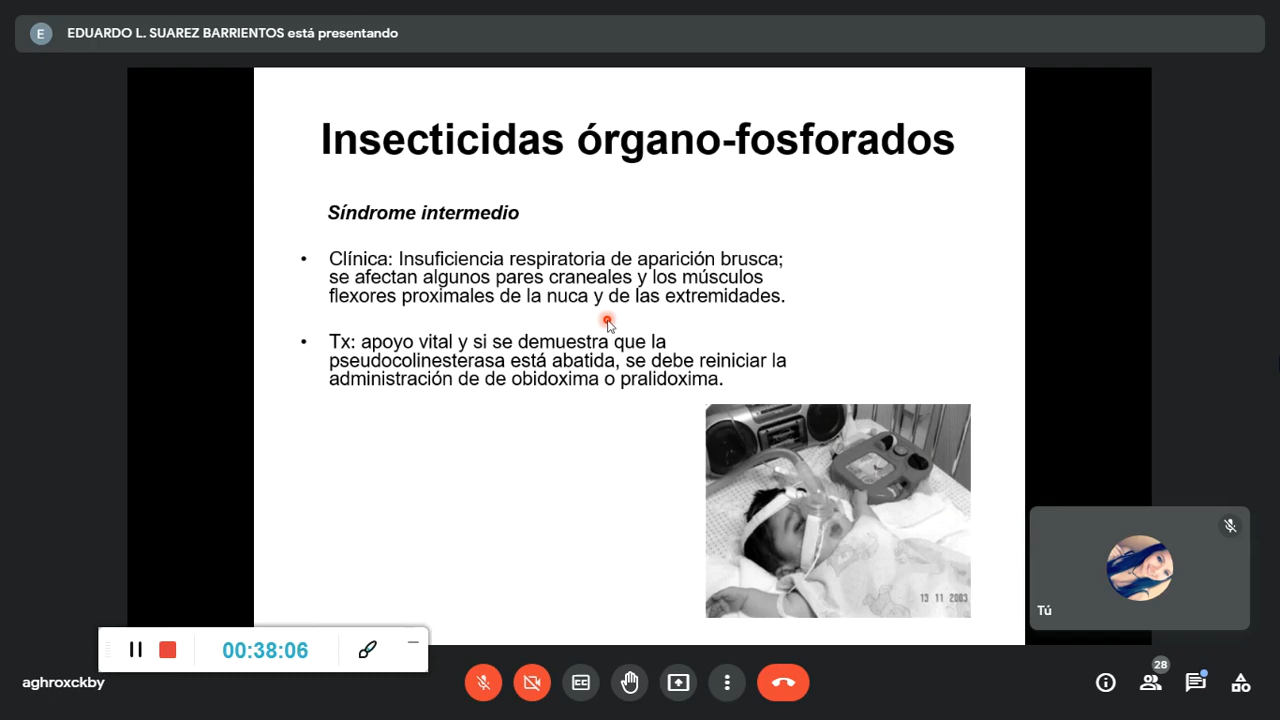 E
EDUARDO L. SUAREZ BARRIENTOS está presentando
Insecticidas órgano-fosforados
Síndrome intermedio
• Clínica: Insuficiencia respiratoria de aparición brusca;
se afectan algunos pares craneales y los músculos
flexores proximales de la nuca y de las extremidades.
• Tx: apoyo vital y si se demuestra que la
pseudocolinesterasa está abatida, se debe reiniciar la
administración de de obidoxima o pralidoxima.
13 11 2003
Tú
00:38:06
aghroxckby
CC
28